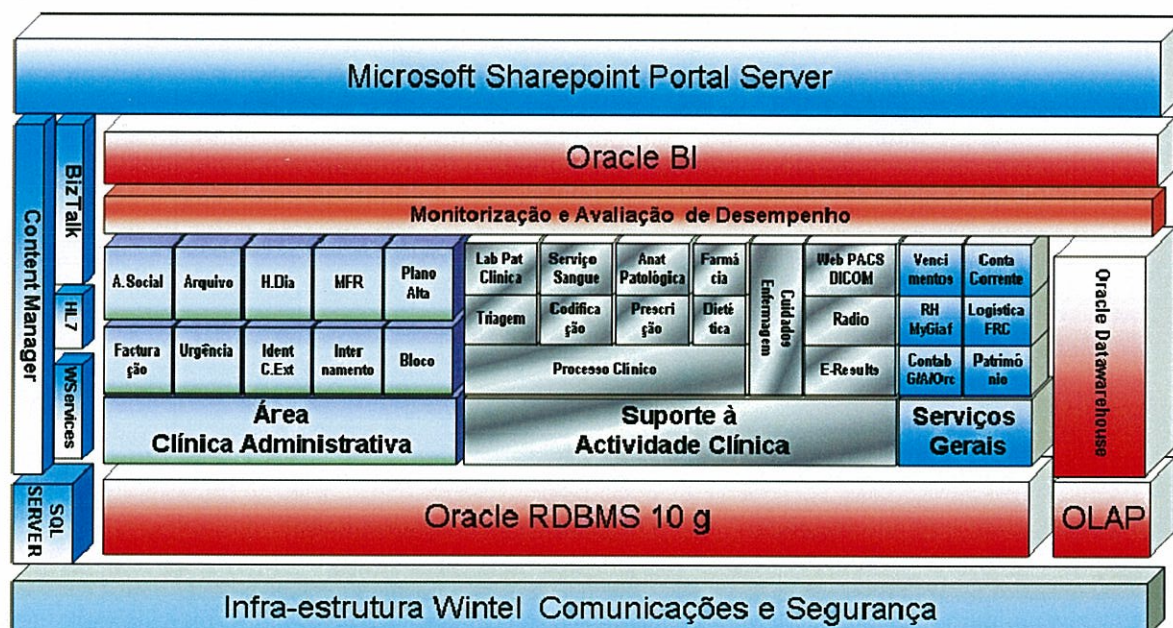 Microsoft Sharepoint Portal Server
Content Manager
BizTalk
HL7
WServices
SQL
SERVER
Oracle BI
Monitorização e Avaliação de Desempenho
A.Social
Arquivo
H.Dia
MFR
Plano
Alta
Factura
ção
Urgência
Ident
C.Ext
Inter
namento
Bloco
Área
Clínica Administrativa
Lab Pat
Clinica
Serviço
Sangue
Anat
Patológica
Farmá
cia
Triagem
Codifica
ção
Prescri
ção
Dieté
tica
Processo Clínico
Cuidados
Enfermagem
Web PACS
DICOM
Radio
E-Results
Suporte à
Actividade Clínica
Venci
mentos
Conta
Corrente
RH
MyGiaf
Logística
FRC
Contab
G/A/Orc
Patrimó
nio
Serviços
Gerais
Oracle Datawarehouse
Oracle RDBMS 10 g
OLAP
Infra-estrutura Wintel Comunicações e Segurança